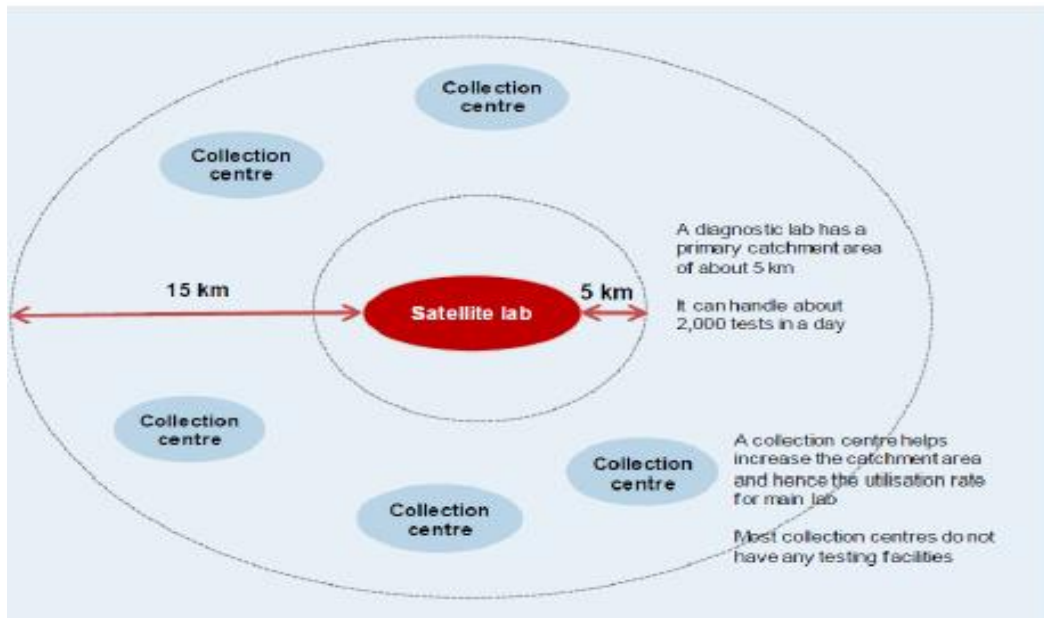 Collection
centre
Collection
centre
A diagnostic lab has a
primary catchment area
of about 5 km
15 km
5 km
Satellite lab
It can handle about
2,000 tests in a day
Collection
centre
A collection centre helps
increase the catchment area
and hence the utilisation rate
for main lab
Collection
centre
Collection
centre
Most collection centres do not
have any testing facilities